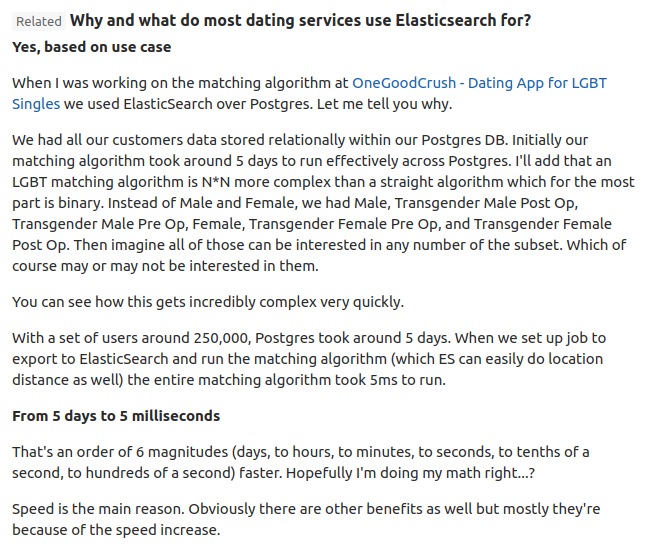 Related Why and what do most dating services use Elasticsearch for?
Yes, based on use case
When I was working on the matching algorithm at OneGoodCrush - Dating App for LGBT
Singles we used ElasticSearch over Postgres. Let me tell you why.
We had all our customers data stored relationally within our Postgres DB. Initially our
matching algorithm took around 5 days to run effectively across Postgres. I'll add that an
LGBT matching algorithm is N*N more complex than a straight algorithm which for the most
part is binary. Instead of Male and Female, we had Male, Transgender Male Post Op,
Transgender Male Pre Op, Female, Transgender Female Pre Op, and Transgender Female
Post Op. Then imagine all of those can be interested in any number of the subset. Which of
course may or may not be interested in them.
You can see how this gets incredibly complex very quickly.
With a set of users around 250,000, Postgres took around 5 days. When we set up job to
export to ElasticSearch and run the matching algorithm (which ES can easily do location
distance as well) the entire matching algorithm took 5ms to run.
From 5 days to 5 milliseconds
That's an order of 6 magnitudes (days, to hours, to minutes, to seconds, to tenths of a
second, to hundreds of a second) faster. Hopefully I'm doing my math right...?
Speed is the main reason. Obviously there are other benefits as well but mostly they're
because of the speed increase.